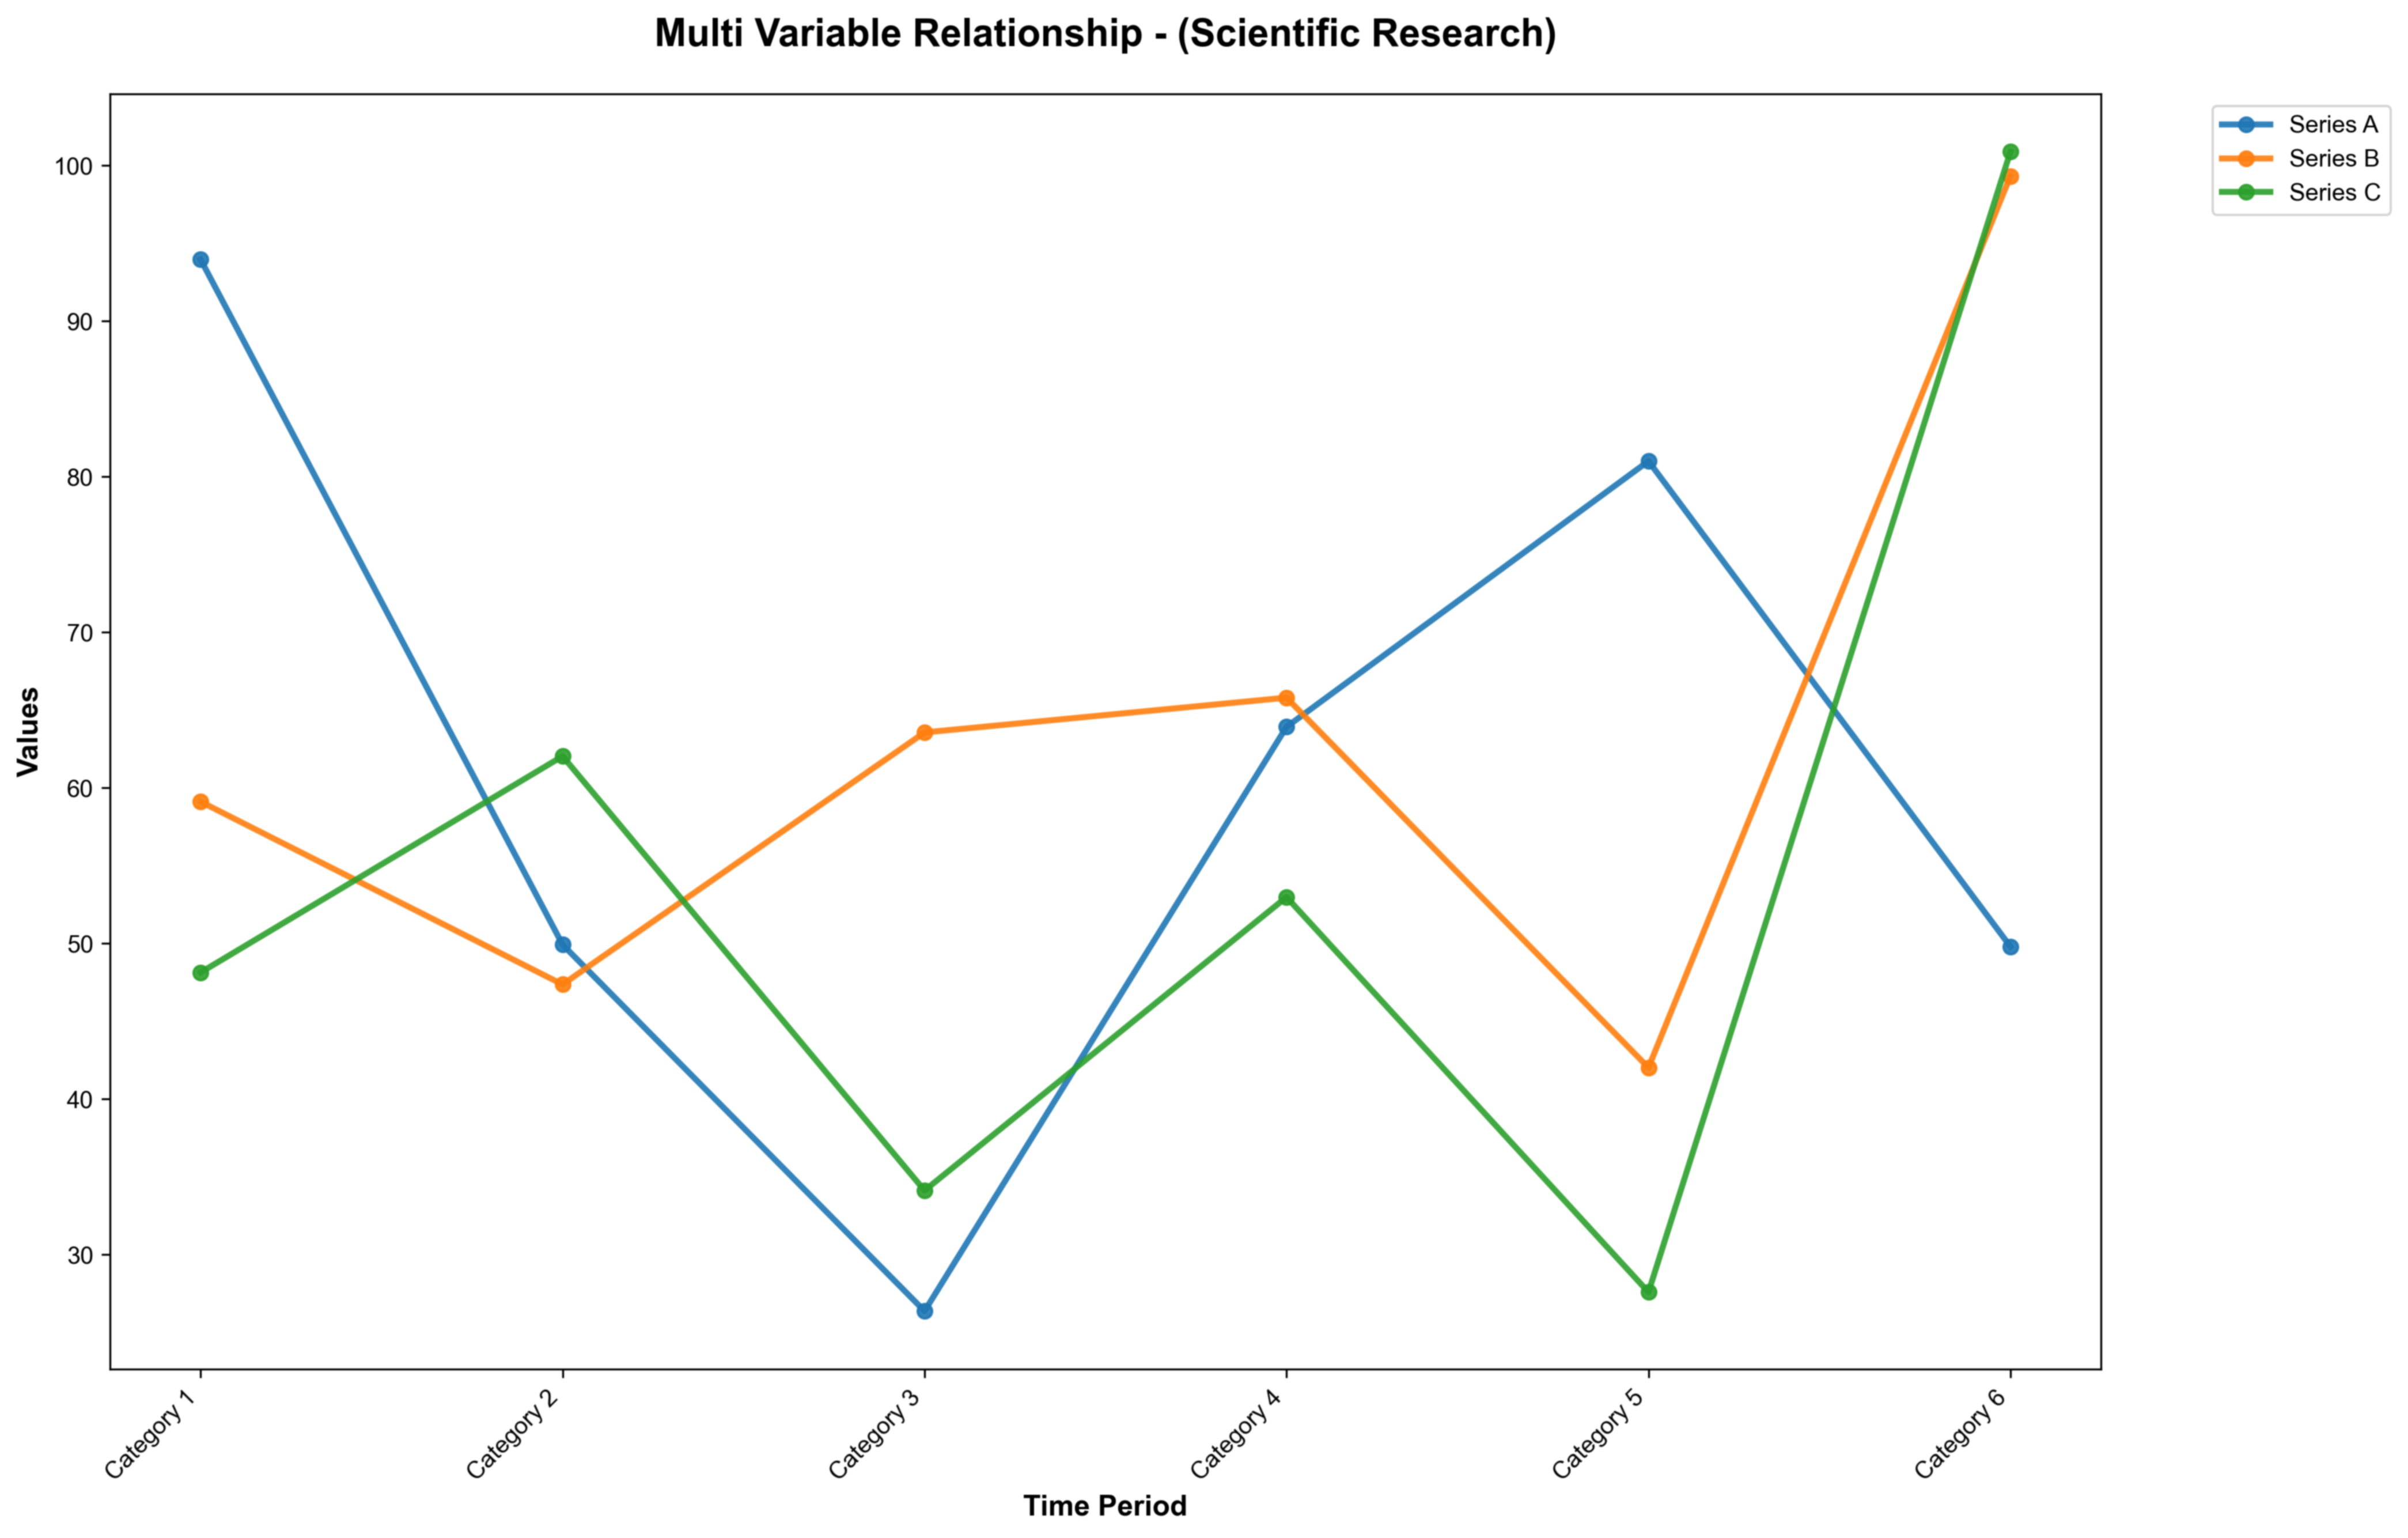 Multi Variable Relationship - (Scientific Research)
Series A
Series B
Series C
Values
100
90
80
70
60
50
40
30
Category 1
Category 2
Category 3
Category 4
Category 5
Category 6
Time Period